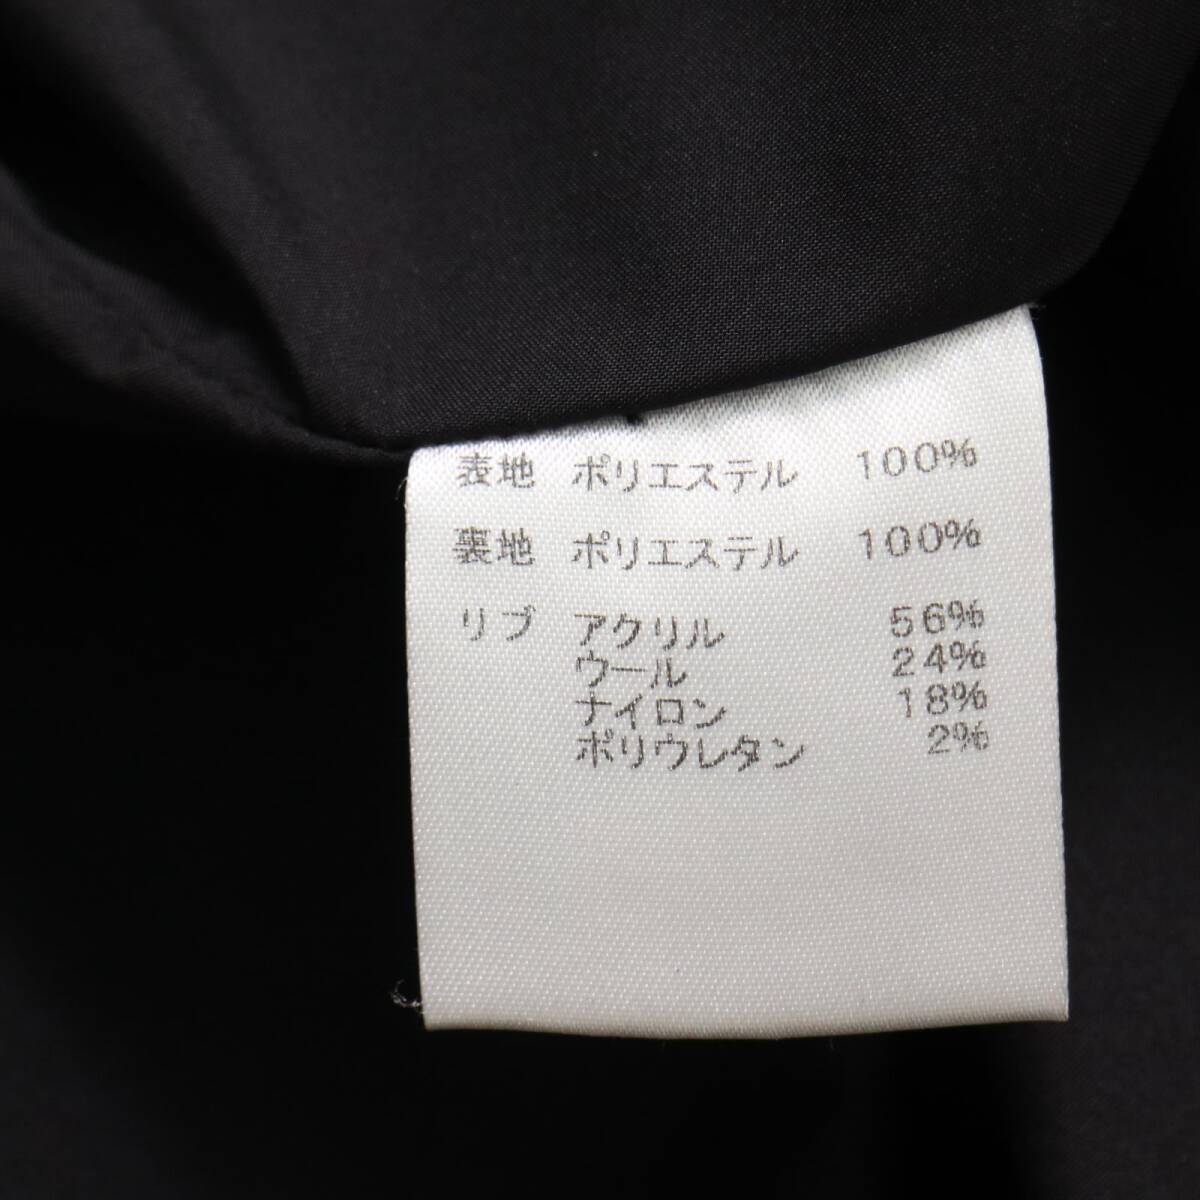 表地 ポリエステル 100%
裏地 ポリエステル 100%
リブ アクリル 56%
ウール 24%
ナイロン 18%
ポリウレタン 2%